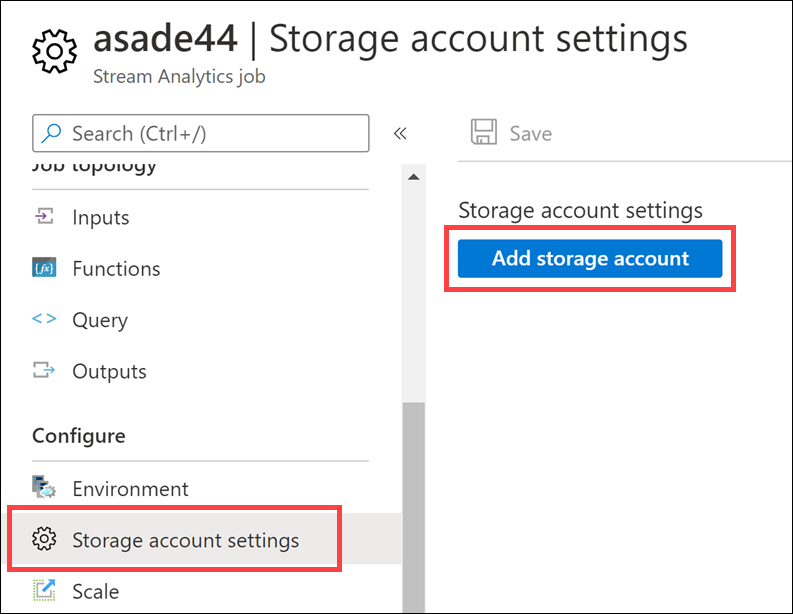 asade44 | Storage account settings
Stream Analytics job
Search (Ctrl+/)
«
Job topology
Inputs
{fx}
Functions
<> Query
Outputs
Configure
Environment
Storage account settings
Scale
Save
Storage account settings
Add storage account